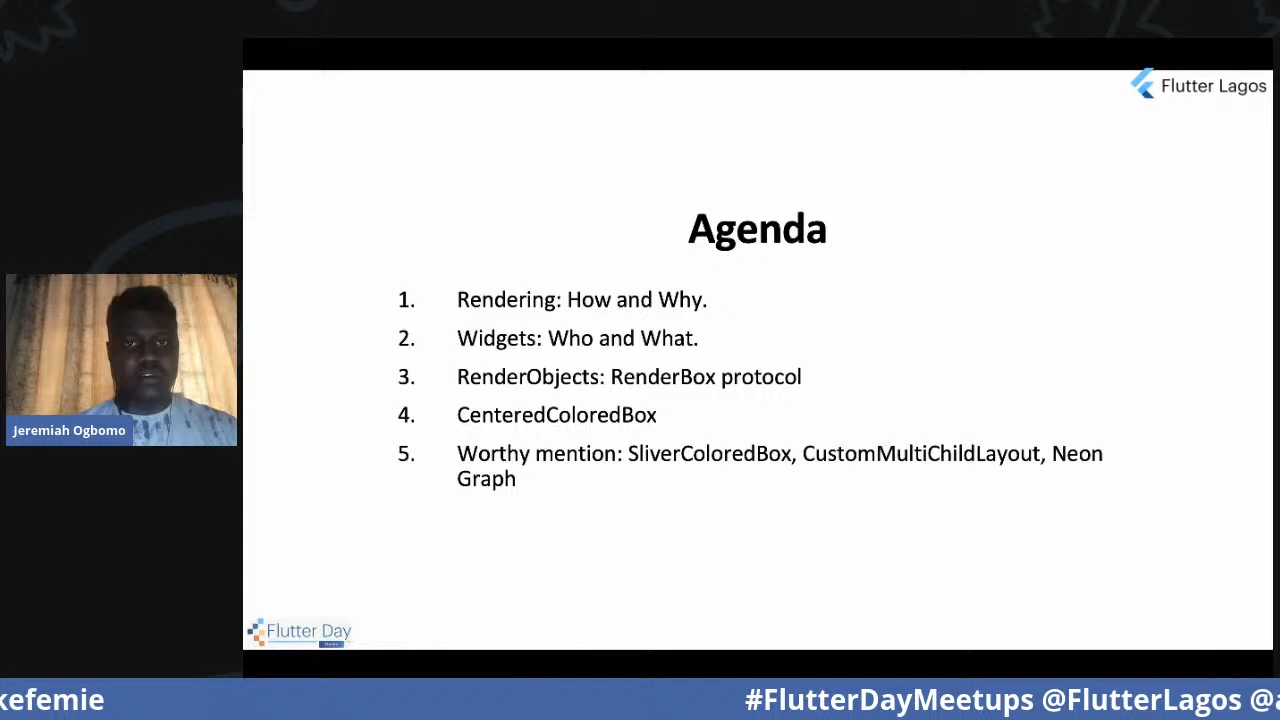 Flutter Lagos
Agenda
1. Rendering: How and Why.
2. Widgets: Who and What.
3. RenderObjects: RenderBox protocol
4. CenteredColoredBox
5. Worthy mention: SliverColoredBox, CustomMultiChildLayout, Neon
Graph
Jeremiah Ogbomo
Flutter Day
kefemie #FlutterDayMeetups @FlutterLagos @a